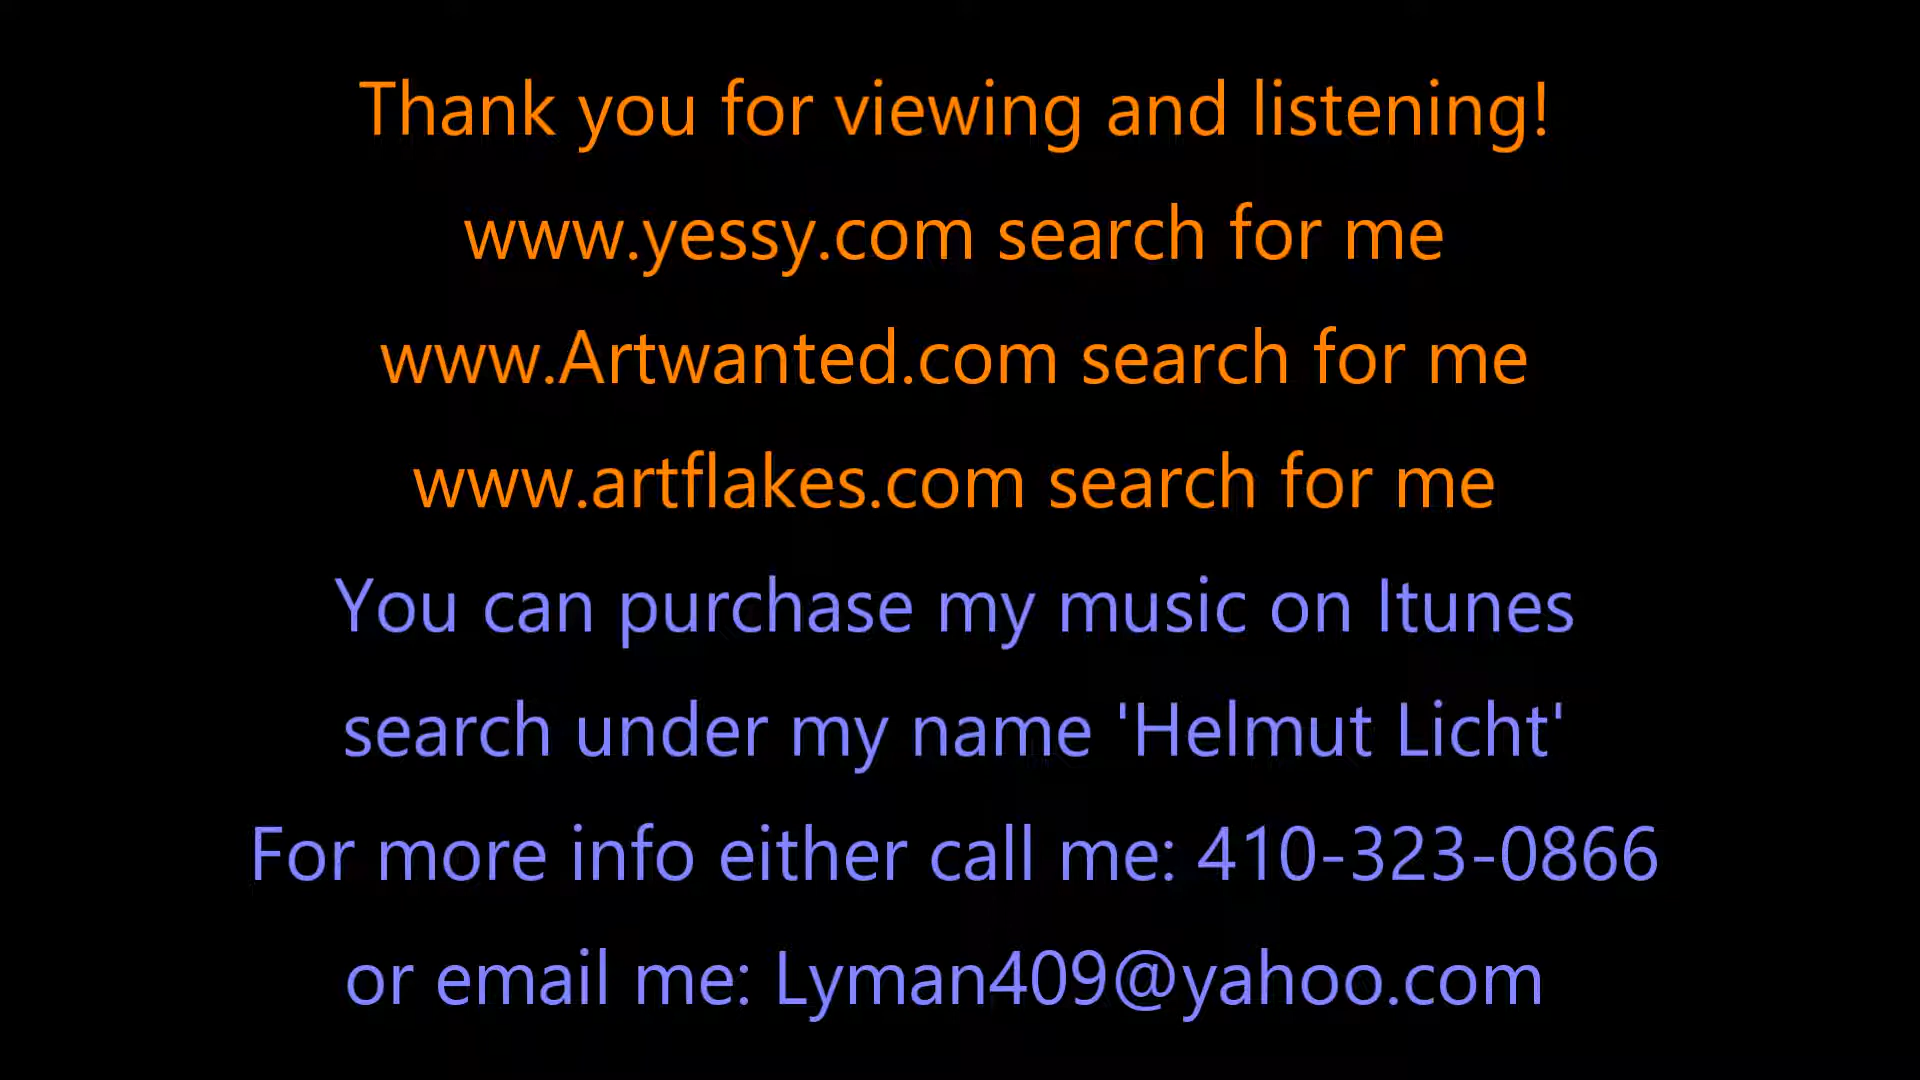 Thank you for viewing and listening!
www.yessy.com search for me
www.Artwanted.com search for me
www.artflakes.com search for me
You can purchase my music on Itunes
search under my name 'Helmut Licht'
For more info either call me: 410-323-0866
or email me: Lyman409@yahoo.com